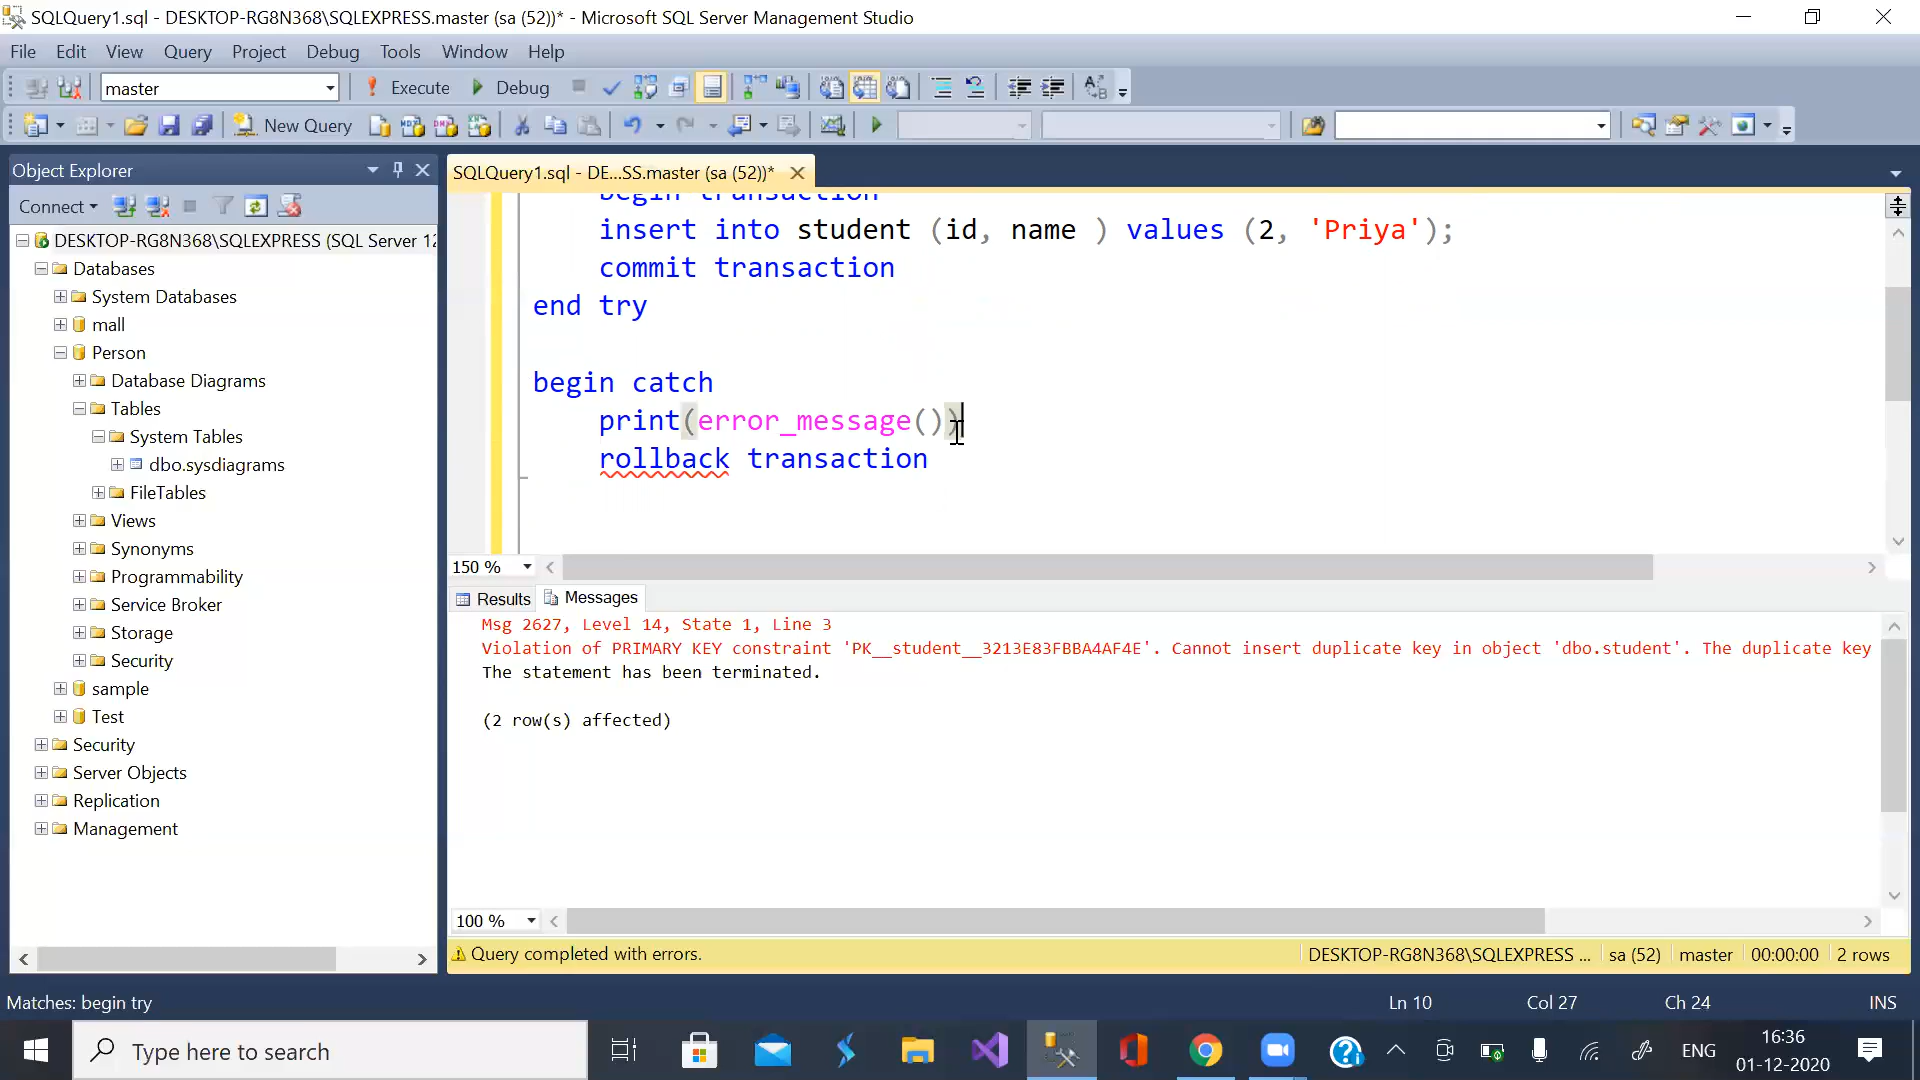 SQLQuery1.sql - DESKTOP-RG8N368\SQLEXPRESS.master (sa (52))* - Microsoft SQL Server Management Studio
File Edit View Query Project Debug Tools Window Help
master Execute Debug
New Query
Object Explorer
SQLQuery1.sql - DE...SS.master (sa (52))*
Connect
DESKTOP-RG8N368\SQLEXPRESS (SQL Server 12
Databases
System Databases
mall
Person
Database Diagrams
Tables
System Tables
dbo.sysdiagrams
FileTables
Views
Synonyms
Programmability
Service Broker
Storage
Security
sample
Test
Security
Server Objects
Replication
Management
begin transaction
insert into student (id, name ) values (2, 'Priya');
commit transaction
end try
begin catch
print(error_message())
rollback transaction
150 %
Results Messages
Msg 2627, Level 14, State 1, Line 3
Violation of PRIMARY KEY constraint 'PK__student__3213E83FBBA4AF4E'. Cannot insert duplicate key in object 'dbo.student'. The duplicate key
The statement has been terminated.
(2 row(s) affected)
100 %
Query completed with errors. DESKTOP-RG8N368\SQLEXPRESS ... sa (52) master 00:00:00 2 rows
Matches: begin try Ln 10 Col 27 Ch 24 INS
Type here to search ENG 16:36
01-12-2020